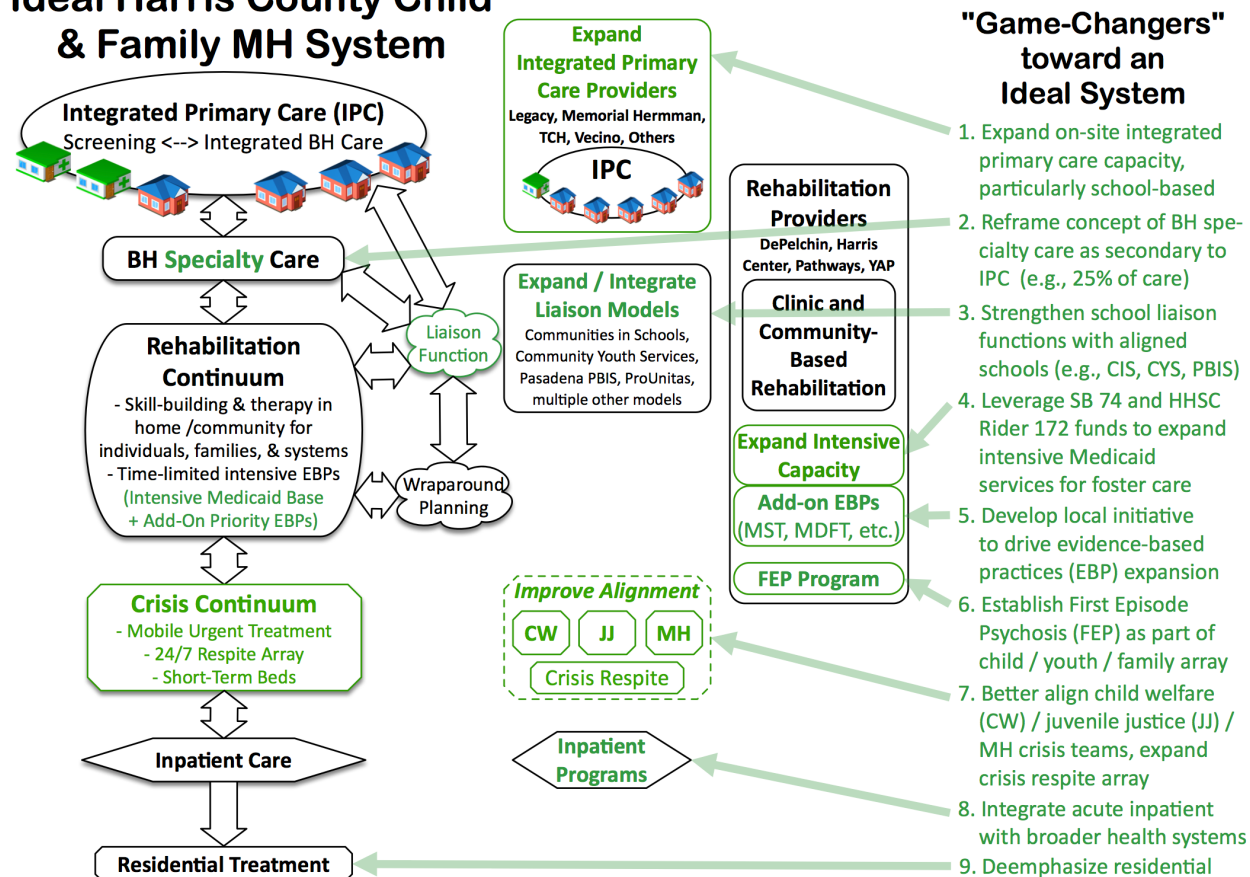 Ideal Harris County Child
& Family MH System
Integrated Primary Care (IPC)
Screening <--> Integrated BH Care
BH Specialty Care
Liaison
Function
Rehabilitation
Continuum
- Skill-building & therapy in
home /community for
individuals, families, & systems
- Time-limited intensive EBPs
(Intensive Medicaid Base
+ Add-On Priority EBPs)
Wraparound
Planning
Crisis Continuum
- Mobile Urgent Treatment
- 24/7 Respite Array
- Short-Term Beds
Inpatient Care
Residential Treatment
Expand
Integrated Primary
Care Providers
Legacy, Memorial Hermman,
TCH, Vecino, Others
IPC
Expand / Integrate
Liaison Models
Communities in Schools,
Community Youth Services,
Pasadena PBIS, ProUnitas,
multiple other models
Improve Alignment
CW
JJ
MH
Crisis Respite
Inpatient
Programs
Rehabilitation
Providers
DePelchin, Harris
Center, Pathways, YAP
Clinic and
Community-
Based
Rehabilitation
Expand Intensive
Capacity
Add-on EBPs
(MST, MDFT, etc.)
FEP Program
"Game-Changers"
toward an
Ideal System
1. Expand on-site integrated
primary care capacity,
particularly school-based
2. Reframe concept of BH spe-
cialty care as secondary to
IPC (e.g., 25% of care)
3. Strengthen school liaison
functions with aligned
schools (e.g., CIS, CYS, PBIS)
4. Leverage SB 74 and HHSC
Rider 172 funds to expand
intensive Medicaid
services for foster care
5. Develop local initiative
to drive evidence-based
practices (EBP) expansion
6. Establish First Episode
Psychosis (FEP) as part of
child / youth / family array
7. Better align child welfare
(CW) / juvenile justice (JJ) /
MH crisis teams, expand
crisis respite array
8. Integrate acute inpatient
with broader health systems
9. Deemphasize residential